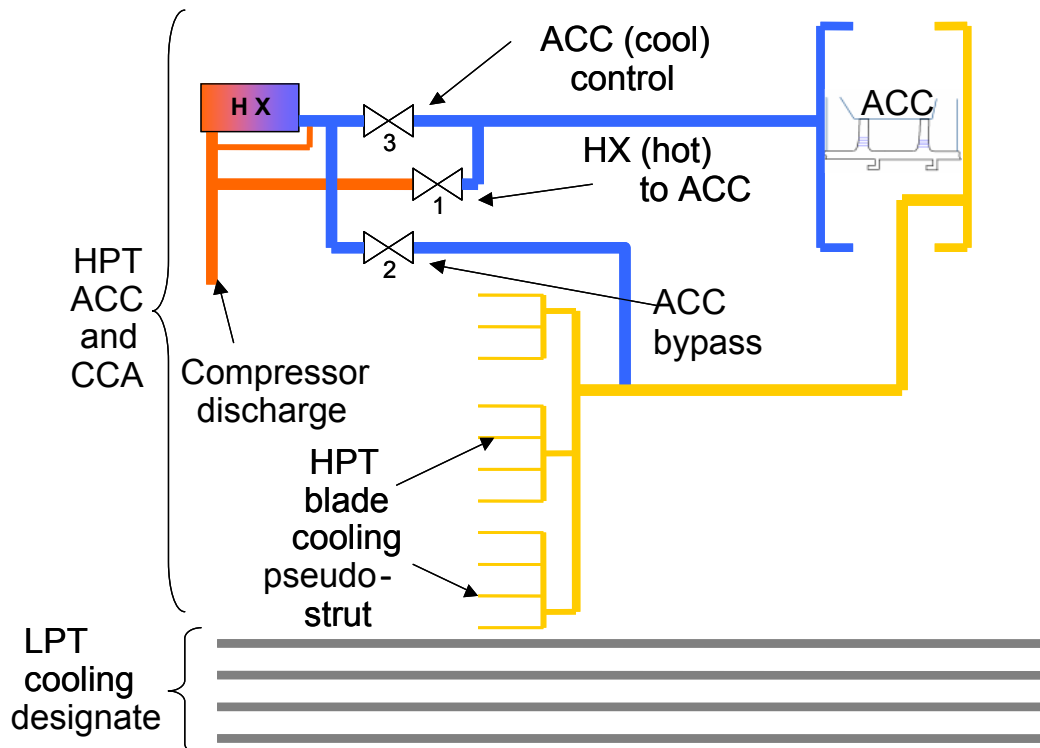 ACC (cool)
control
H X
3
ACC
HX (hot)
to ACC
1
2
HPT
ACC
and
CCA
ACC
bypass
Compressor
discharge
HPT
blade
cooling
pseudo-
strut
LPT
cooling
designate